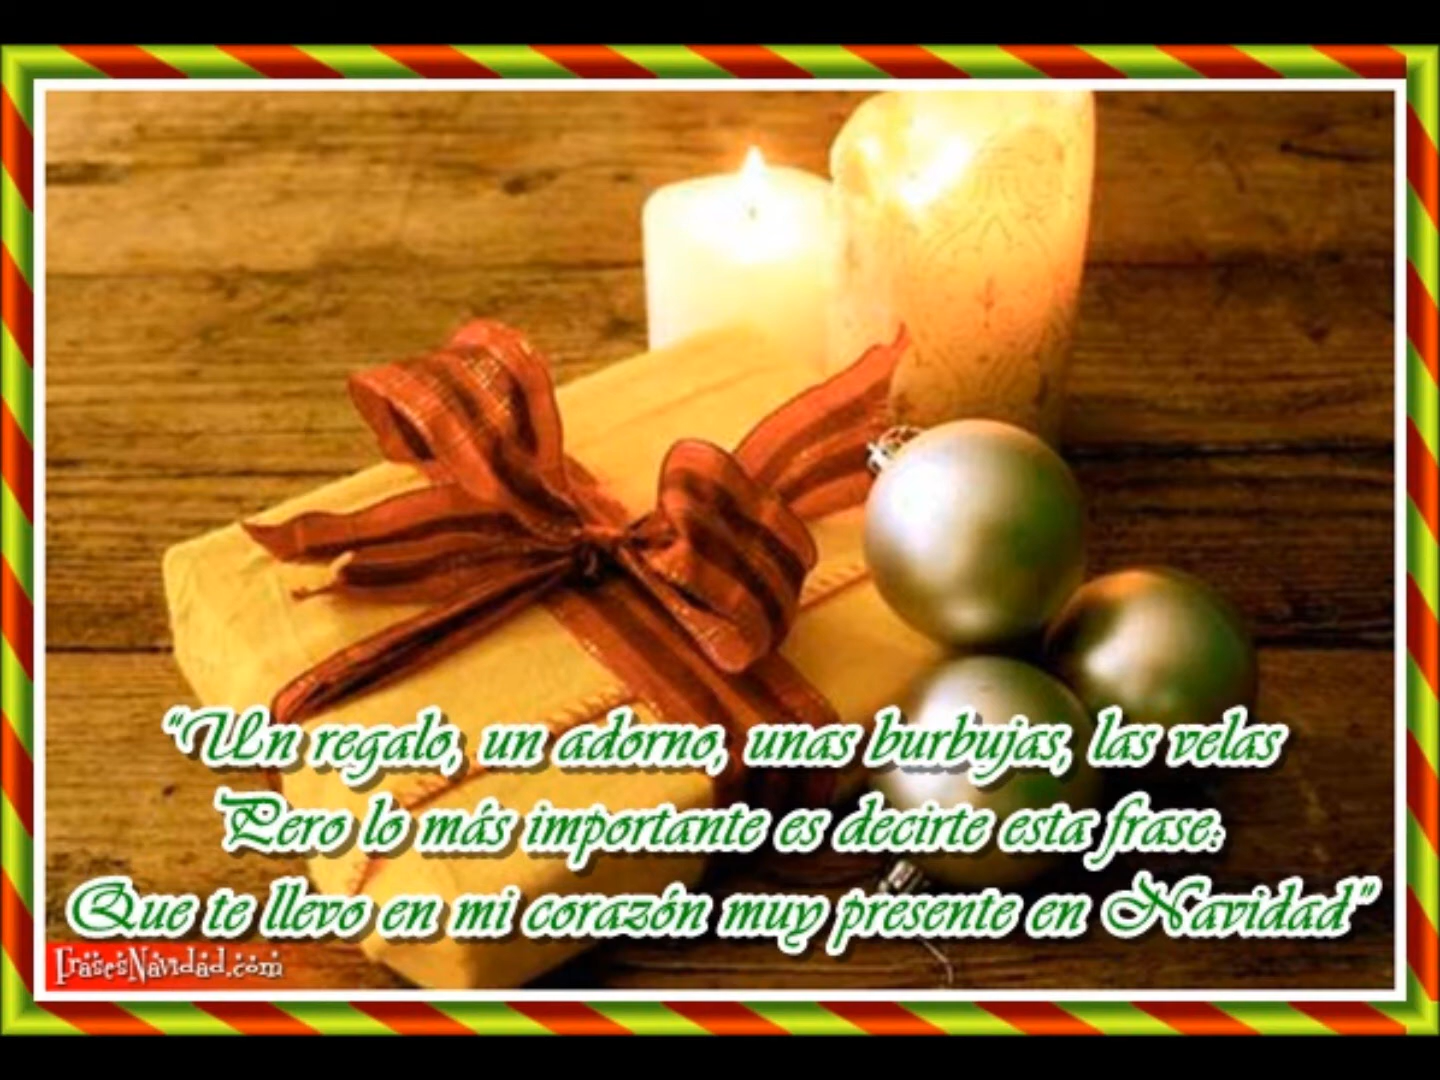 “Un regalo, un adorno, unas burbujas, las velas
Pero lo más importante es decirte esta frase:
Que te llevo en mi corazón muy presente en Navidad”
FrasesNavidad.com